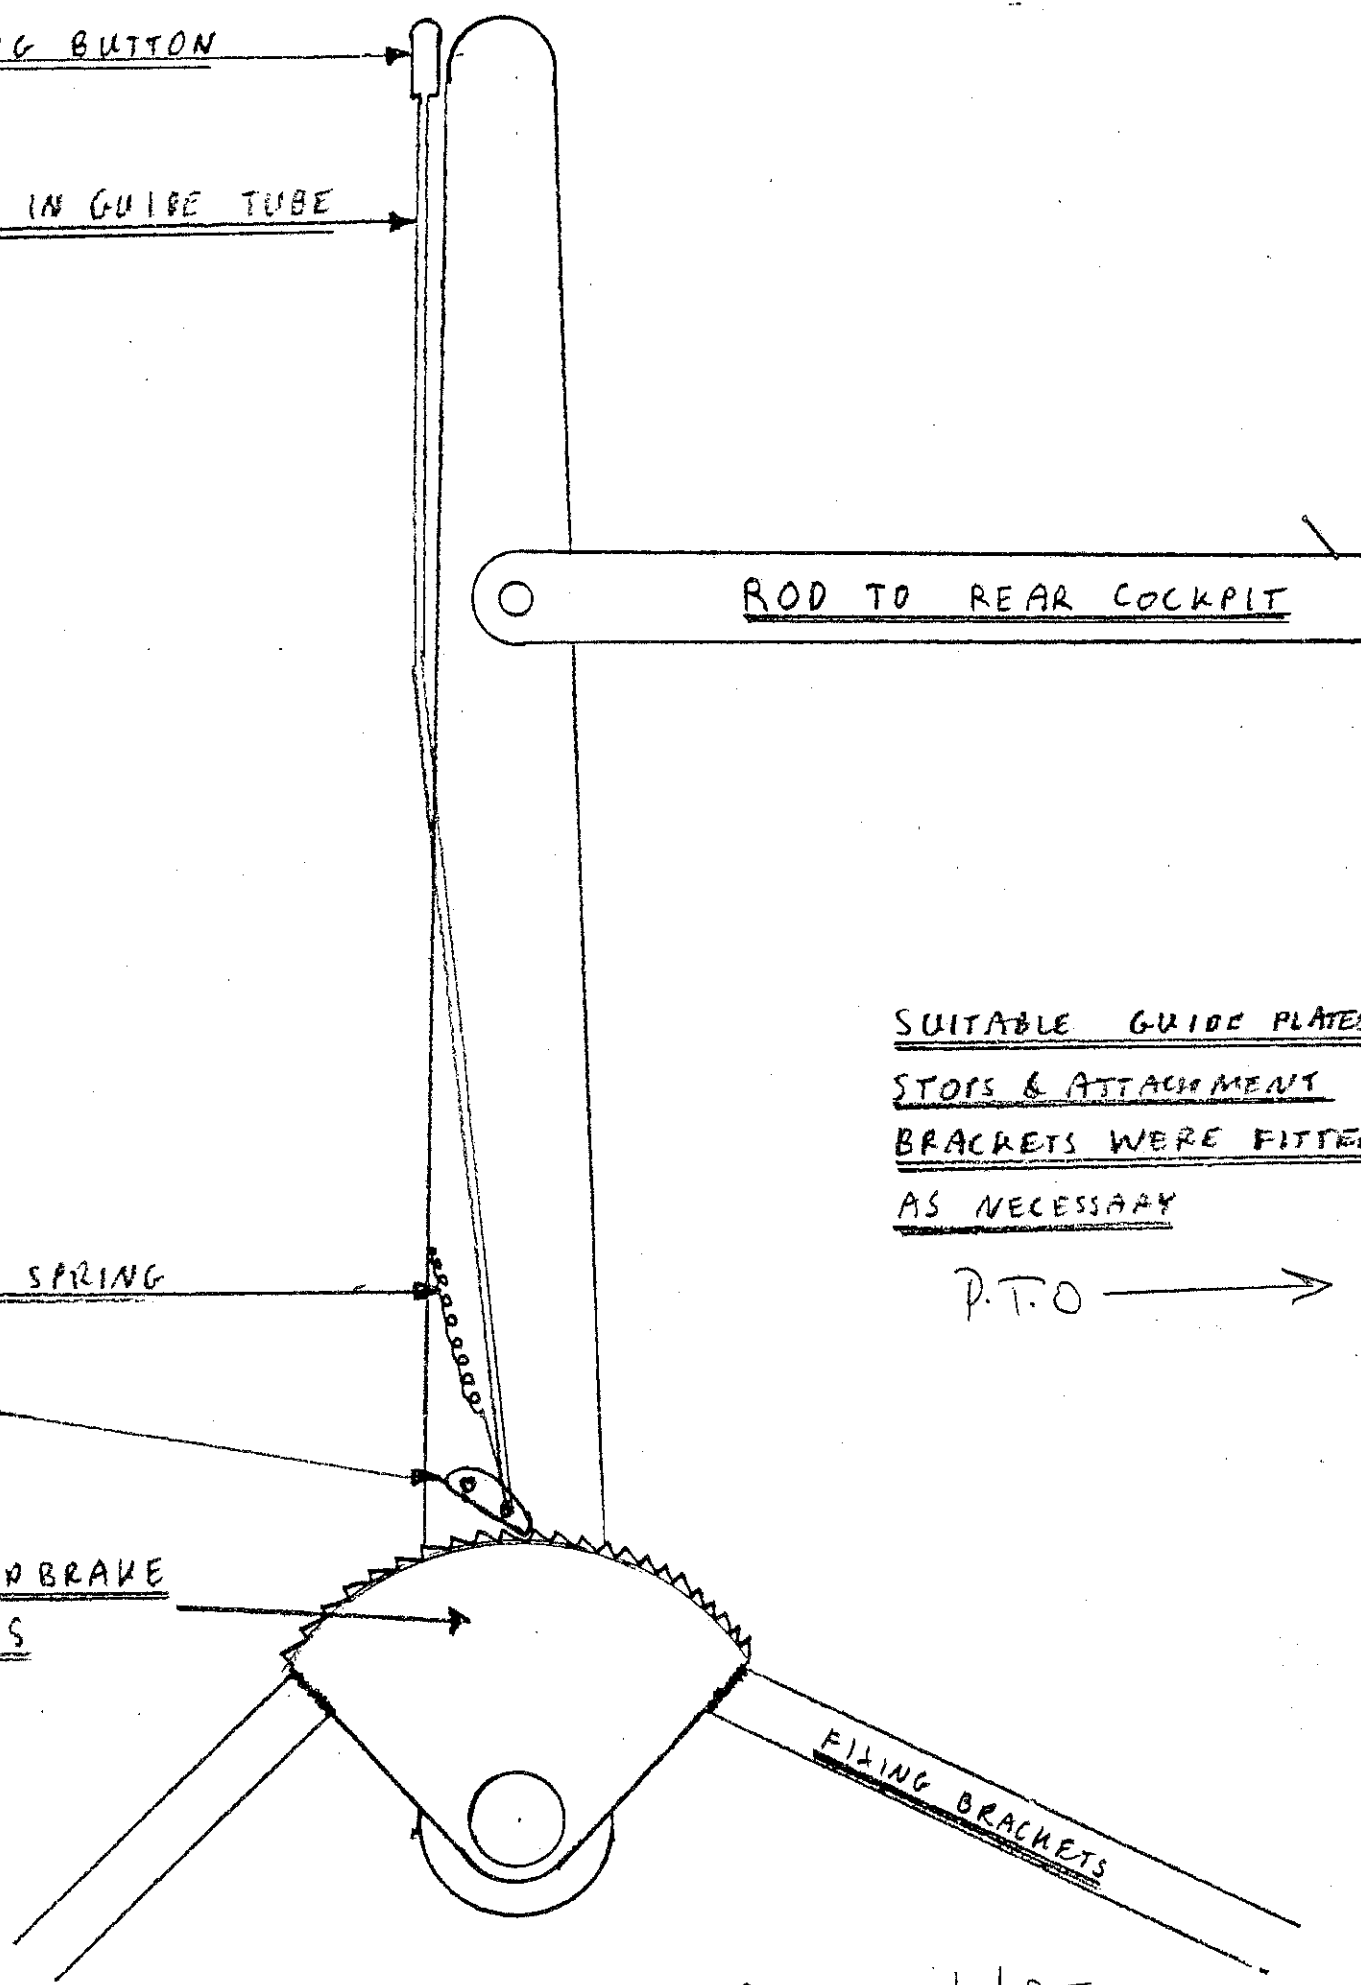 G BUTTON
IN GUIDE TUBE
ROD TO REAR COCKPIT
SUITABLE GUIDE PLATES
STOPS & ATTACHMENT
BRACKETS WERE FITTED
AS NECESSARY
P.T.O
SPRING
D BRAKE
S
FIXING BRACKETS